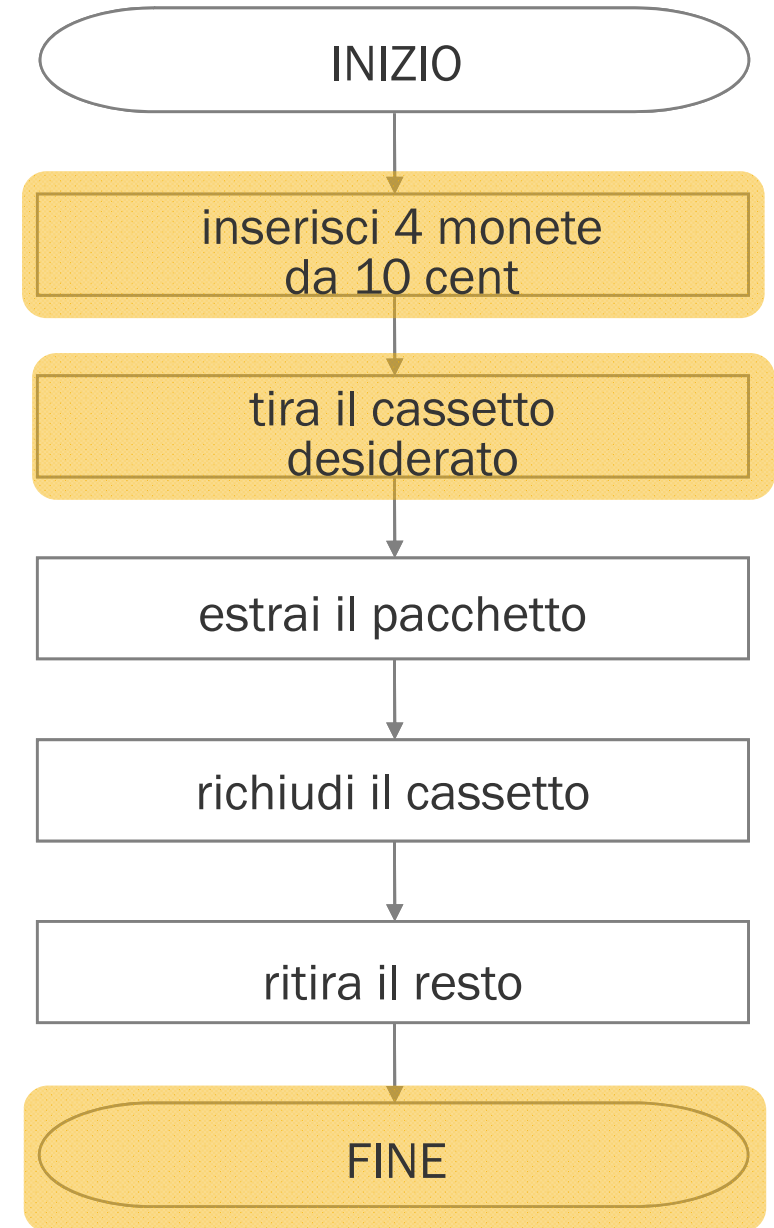 INIZIO
inserisci 4 monete
da 10 cent
tira il cassetto
desiderato
estrai il pacchetto
richiudi il cassetto
ritira il resto
FINE